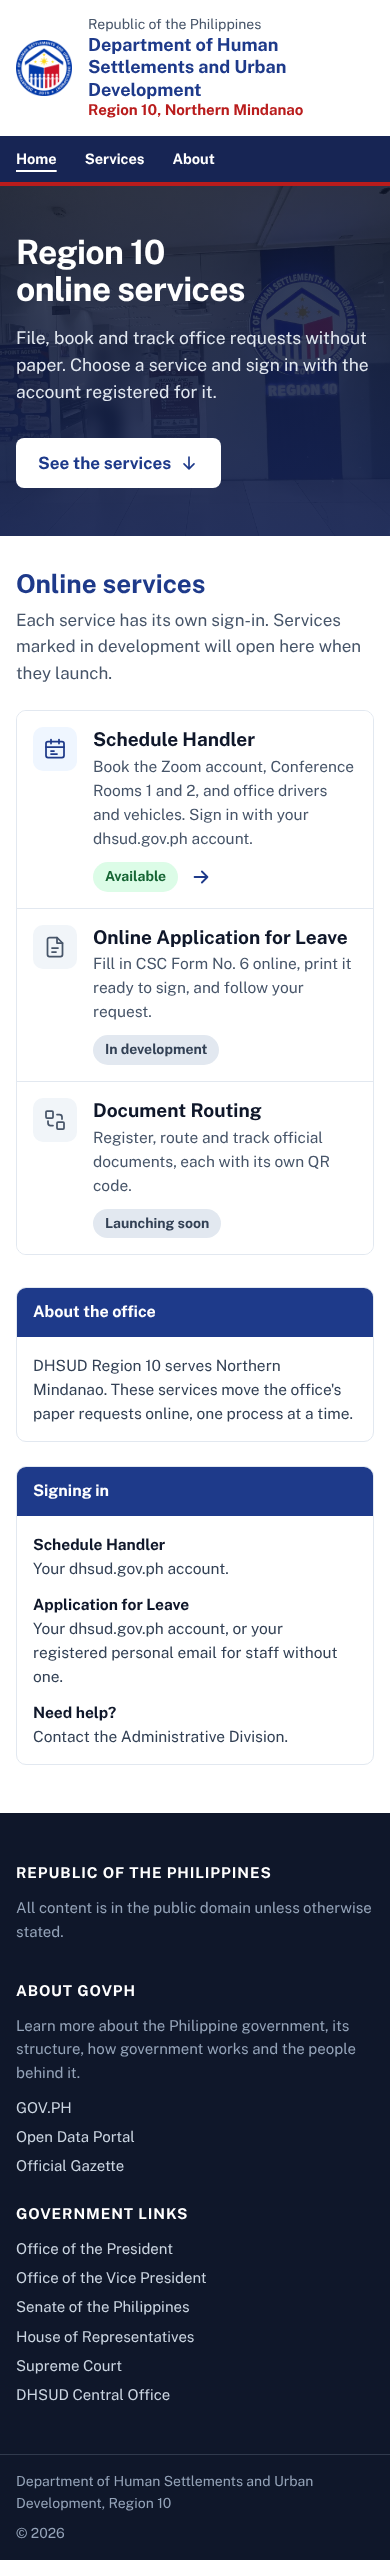 Republic of the Philippines
Department of Human
Settlements and Urban
Development
Region 10, Northern Mindanao
Home Services About
Region 10
online services
File, book and track office requests without
paper. Choose a service and sign in with the
account registered for it.
REGION 10
See the services ↓
Online services
Each service has its own sign-in. Services
marked in development will open here when
they launch.
Schedule Handler
Book the Zoom account, Conference
Rooms 1 and 2, and office drivers
and vehicles. Sign in with your
dhsud.gov.ph account.
Available →
Online Application for Leave
Fill in CSC Form No. 6 online, print it
ready to sign, and follow your
request.
In development
Document Routing
Register, route and track official
documents, each with its own QR
code.
Launching soon
About the office
DHSUD Region 10 serves Northern
Mindanao. These services move the office's
paper requests online, one process at a time.
Signing in
Schedule Handler
Your dhsud.gov.ph account.
Application for Leave
Your dhsud.gov.ph account, or your
registered personal email for staff without
one.
Need help?
Contact the Administrative Division.
REPUBLIC OF THE PHILIPPINES
All content is in the public domain unless otherwise
stated.
ABOUT GOVPH
Learn more about the Philippine government, its
structure, how government works and the people
behind it.
GOV.PH
Open Data Portal
Official Gazette
GOVERNMENT LINKS
Office of the President
Office of the Vice President
Senate of the Philippines
House of Representatives
Supreme Court
DHSUD Central Office
Department of Human Settlements and Urban
Development, Region 10
© 2026